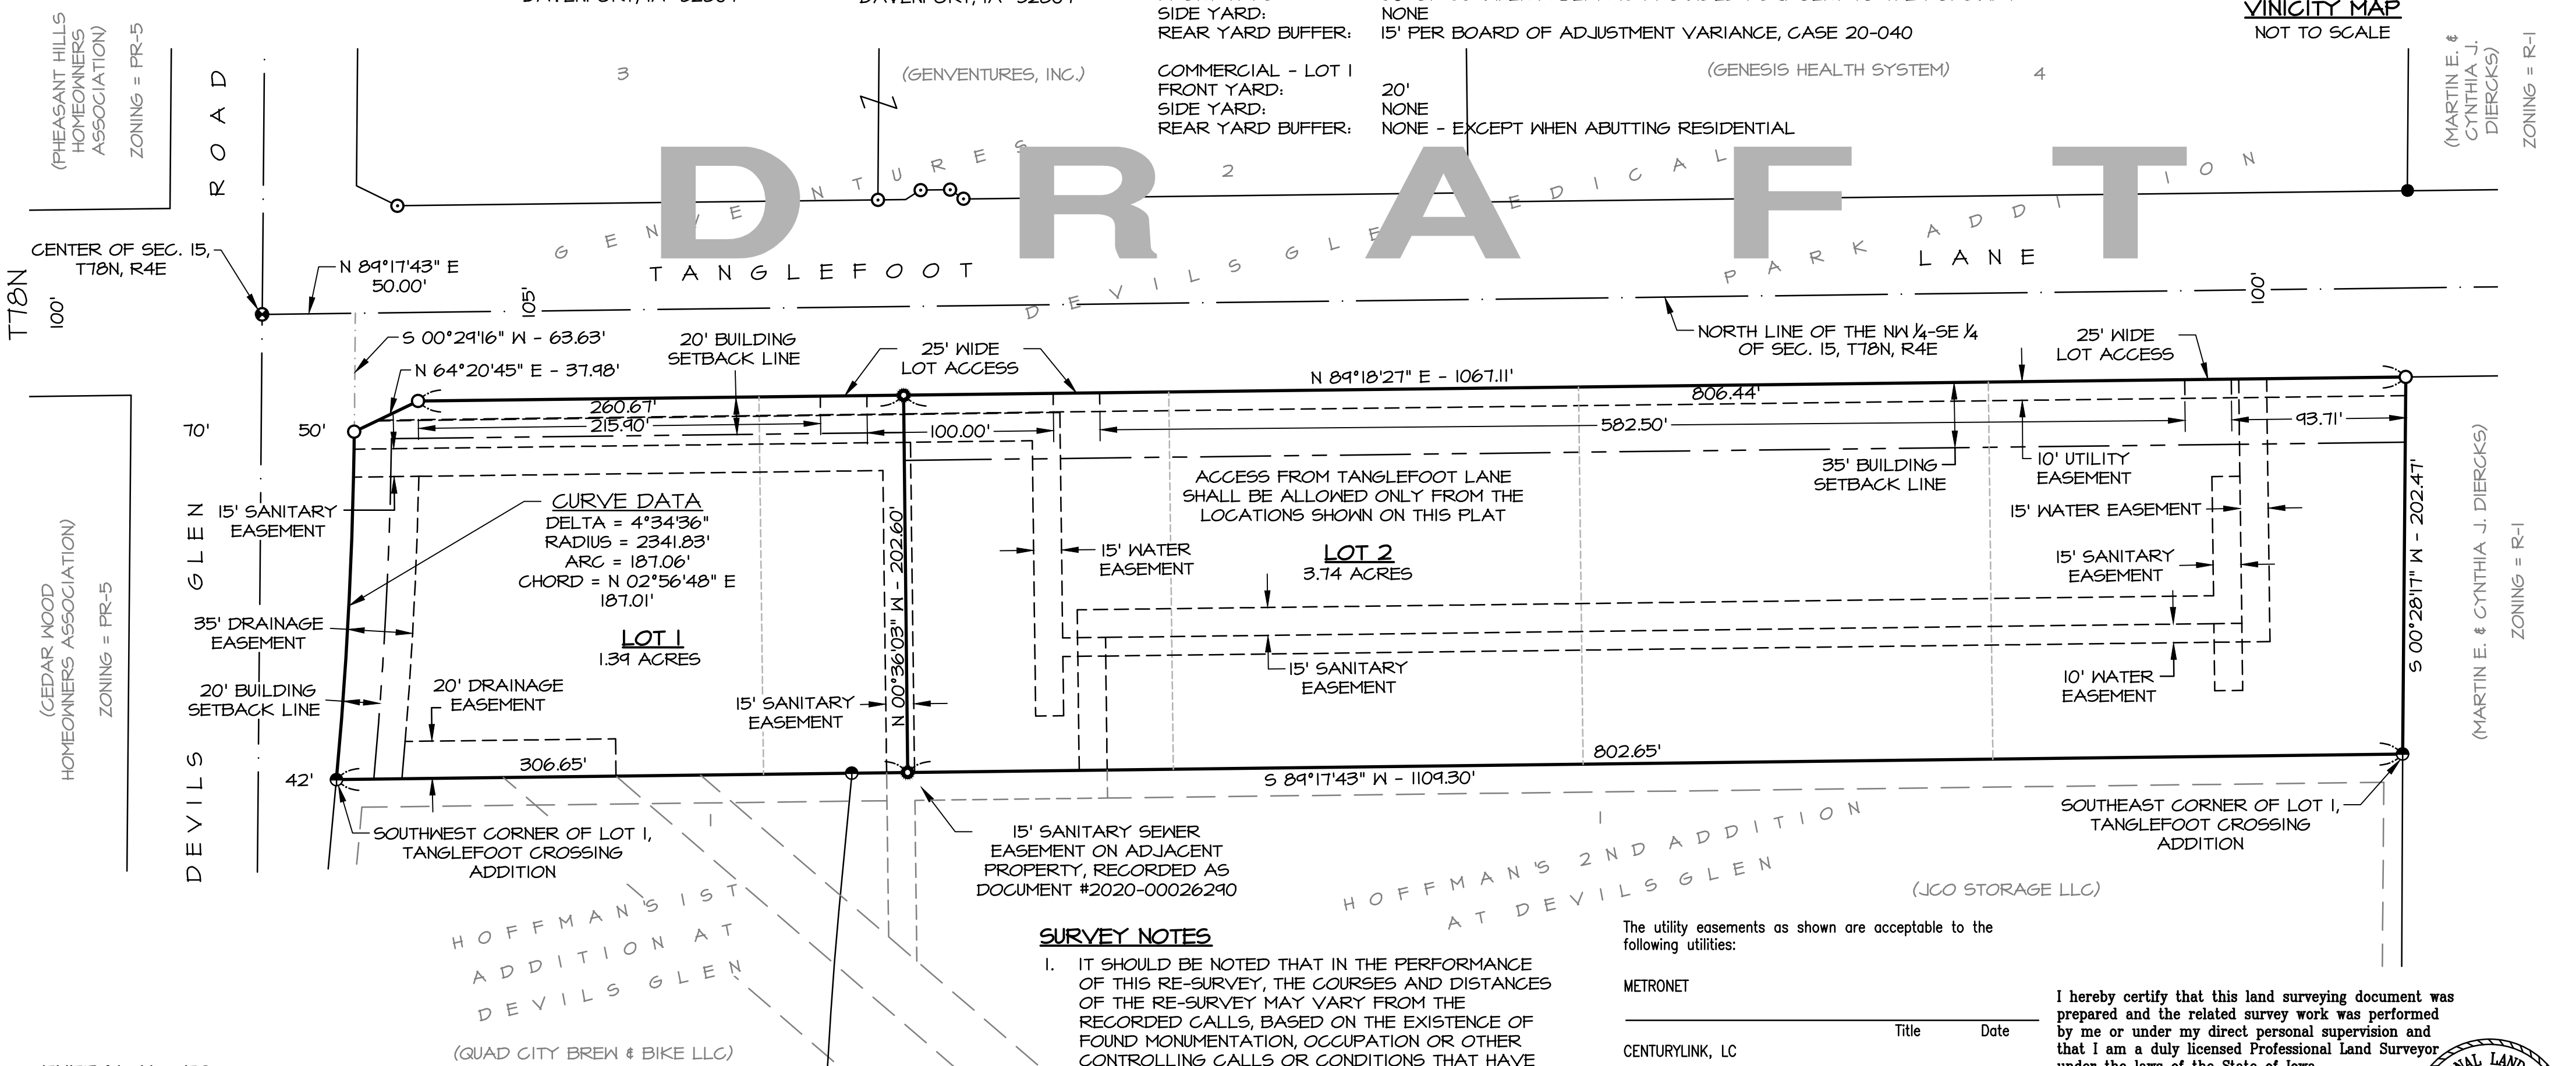 SIDE YARD: NONE
REAR YARD BUFFER: 15' PER BOARD OF ADJUSTMENT VARIANCE, CASE 20-040
COMMERCIAL - LOT 1
FRONT YARD: 20'
SIDE YARD: NONE
REAR YARD BUFFER: NONE - EXCEPT WHEN ABUTTING RESIDENTIAL
VINICITY MAP
NOT TO SCALE
(PHEASANT HILLS
HOMEOWNERS
ASSOCIATION)
ZONING = PR-5
ROAD
3
(GENVENTURES, INC.)
(GENESIS HEALTH SYSTEM)
4
(MARTIN E. &
CYNTHIA J.
DIERCKS)
ZONING = R-1
DRAFT
2
GENVENTURES
DEVILS GLEN
MEDICAL
PARK ADDITION
CENTER OF SEC. 15,
T78N, R4E
T78N
100'
N 89°17'43" E
50.00'
105'
TANGLEFOOT
LANE
100'
S 00°29'16" W - 63.63'
N 64°20'45" E - 37.98'
20' BUILDING
SETBACK LINE
25' WIDE
LOT ACCESS
NORTH LINE OF THE NW 1/4-SE 1/4
OF SEC. 15, T78N, R4E
25' WIDE
LOT ACCESS
N 89°18'27" E - 1067.11'
260.67'
806.44'
215.90'
100.00'
582.50'
93.71'
70'
50'
15' SANITARY
EASEMENT
CURVE DATA
DELTA = 4°34'36"
RADIUS = 2341.83'
ARC = 187.06'
CHORD = N 02°56'48" E
187.01'
LOT 1
1.39 ACRES
N 00°36'03" W - 202.60'
ACCESS FROM TANGLEFOOT LANE
SHALL BE ALLOWED ONLY FROM THE
LOCATIONS SHOWN ON THIS PLAT
LOT 2
3.74 ACRES
15' WATER
EASEMENT
15' SANITARY
EASEMENT
35' BUILDING
SETBACK LINE
10' UTILITY
EASEMENT
15' WATER EASEMENT
15' SANITARY
EASEMENT
10' WATER
EASEMENT
S 00°28'17" W - 202.47'
(MARTIN E. & CYNTHIA J. DIERCKS)
ZONING = R-1
(CEDAR WOOD
HOMEOWNERS ASSOCIATION)
ZONING = PR-5
DEVILS GLEN
35' DRAINAGE
EASEMENT
20' BUILDING
SETBACK LINE
20' DRAINAGE
EASEMENT
15' SANITARY
EASEMENT
42'
306.65'
802.65'
S 89°17'43" W - 1109.30'
SOUTHWEST CORNER OF LOT 1,
TANGLEFOOT CROSSING
ADDITION
1
15' SANITARY SEWER
EASEMENT ON ADJACENT
PROPERTY, RECORDED AS
DOCUMENT #2020-00026290
1
SOUTHEAST CORNER OF LOT 1,
TANGLEFOOT CROSSING
ADDITION
HOFFMAN'S 1ST
ADDITION AT
DEVILS GLEN
(QUAD CITY BREW & BIKE LLC)
HOFFMAN'S 2ND ADDITION
AT DEVILS GLEN
(JCO STORAGE LLC)
SURVEY NOTES
1. IT SHOULD BE NOTED THAT IN THE PERFORMANCE
OF THIS RE-SURVEY, THE COURSES AND DISTANCES
OF THE RE-SURVEY MAY VARY FROM THE
RECORDED CALLS, BASED ON THE EXISTENCE OF
FOUND MONUMENTATION, OCCUPATION OR OTHER
CONTROLLING CALLS OR CONDITIONS THAT HAVE
The utility easements as shown are acceptable to the
following utilities:
METRONET
Title Date
CENTURYLINK, LC
I hereby certify that this land surveying document was
prepared and the related survey work was performed
by me or under my direct personal supervision and
that I am a duly licensed Professional Land Surveyor